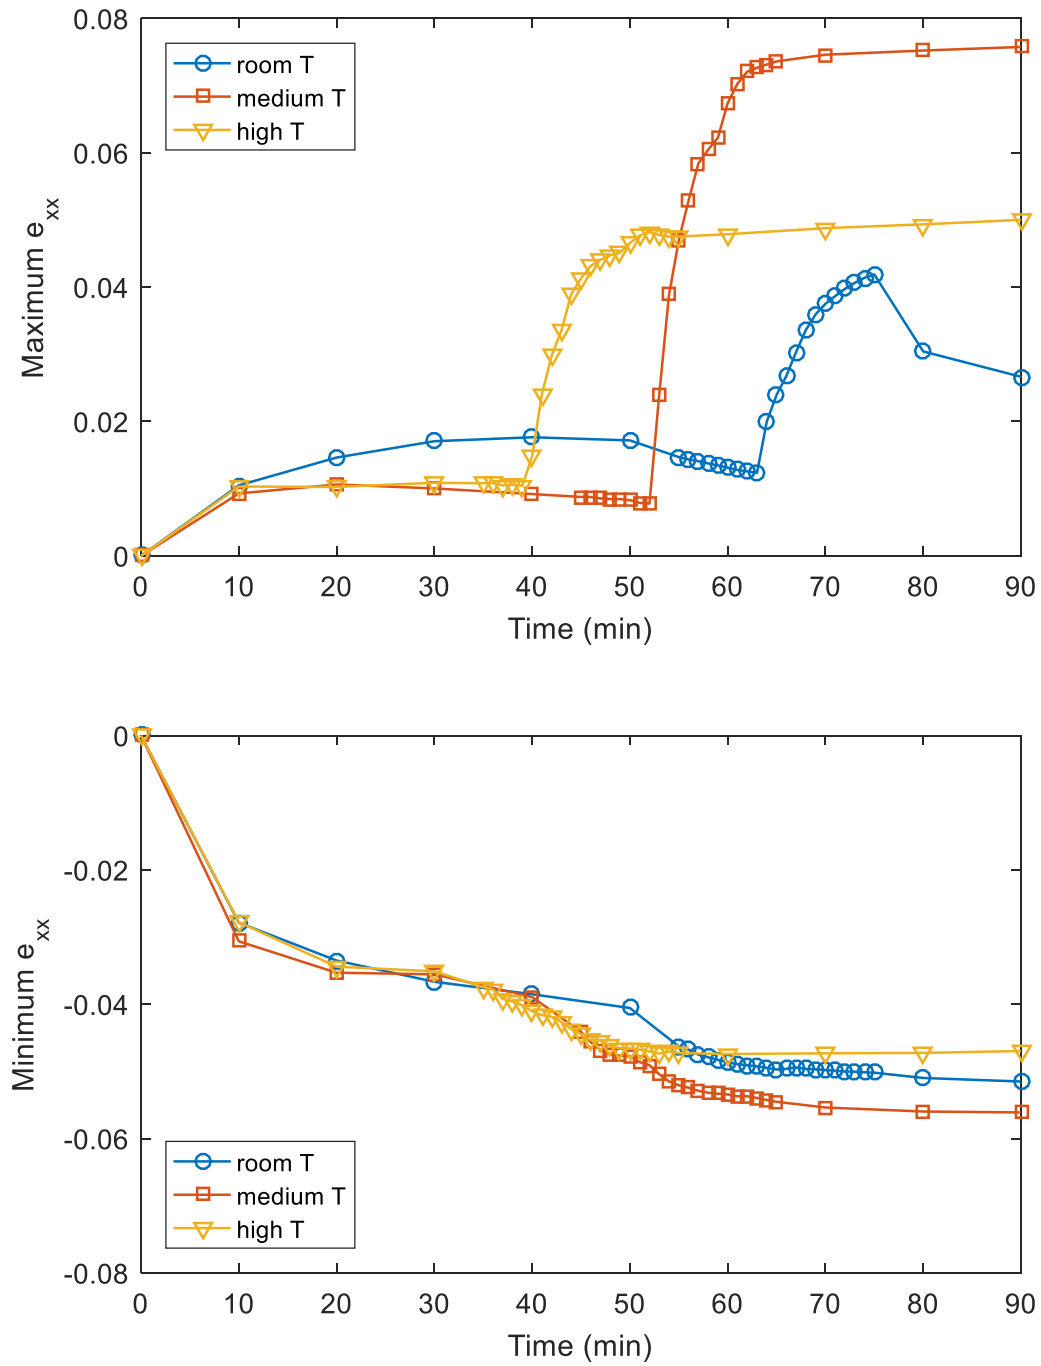 0.08
0.06
0.04
0.02
0
Maximum e_xx
room T
medium T
high T
0 10 20 30 40 50 60 70 80 90
Time (min)
0
-0.02
-0.04
-0.06
-0.08
Minimum e_xx
room T
medium T
high T
0 10 20 30 40 50 60 70 80 90
Time (min)